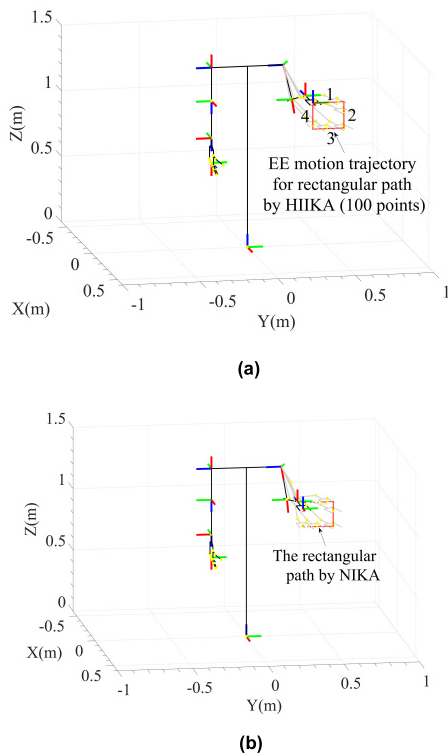 1.5
1
0.5
0
-0.5
0
0.5
Z(m)
X(m)
-1
-0.5
0
0.5
1
Y(m)
1
2
3
4
EE motion trajectory
for rectangular path
by HIIKA (100 points)
(a)
1.5
1
0.5
0
-0.5
0
0.5
Z(m)
X(m)
-1
-0.5
0
0.5
1
Y(m)
The rectangular
path by NIKA
(b)